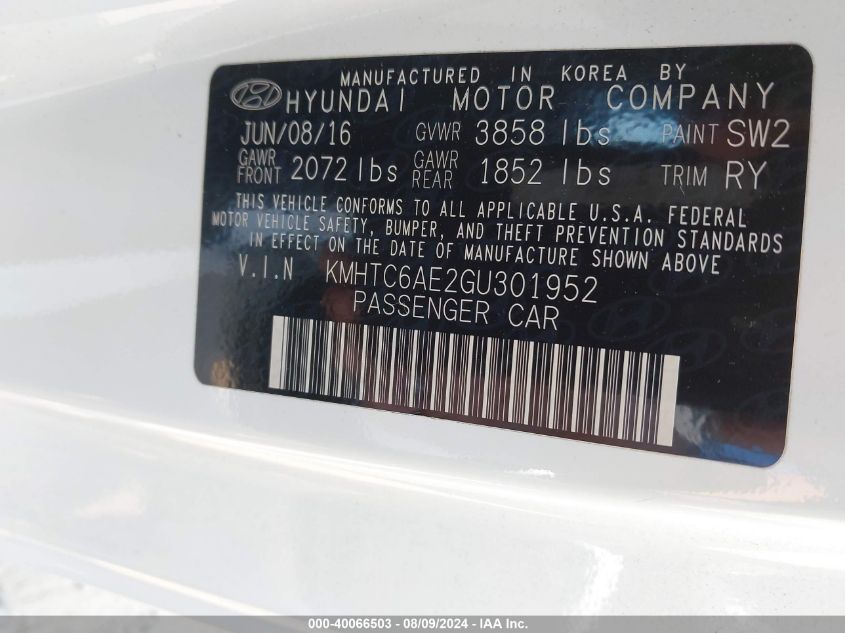 MANUFACTURED IN KOREA BY
HYUNDAI MOTOR COMPANY
JUN/08/16 GVWR 3858 lbs PAINT SW2
GAWR FRONT 2072 lbs GAWR REAR 1852 lbs TRIM RY
THIS VEHICLE CONFORMS TO ALL APPLICABLE U.S.A. FEDERAL
MOTOR VEHICLE SAFETY, BUMPER, AND THEFT PREVENTION STANDARDS
IN EFFECT ON THE DATE OF MANUFACTURE SHOWN ABOVE
V.I.N KMHTC6AE2GU301952
PASSENGER CAR
000-40066503 - 08/09/2024 - IAA Inc.